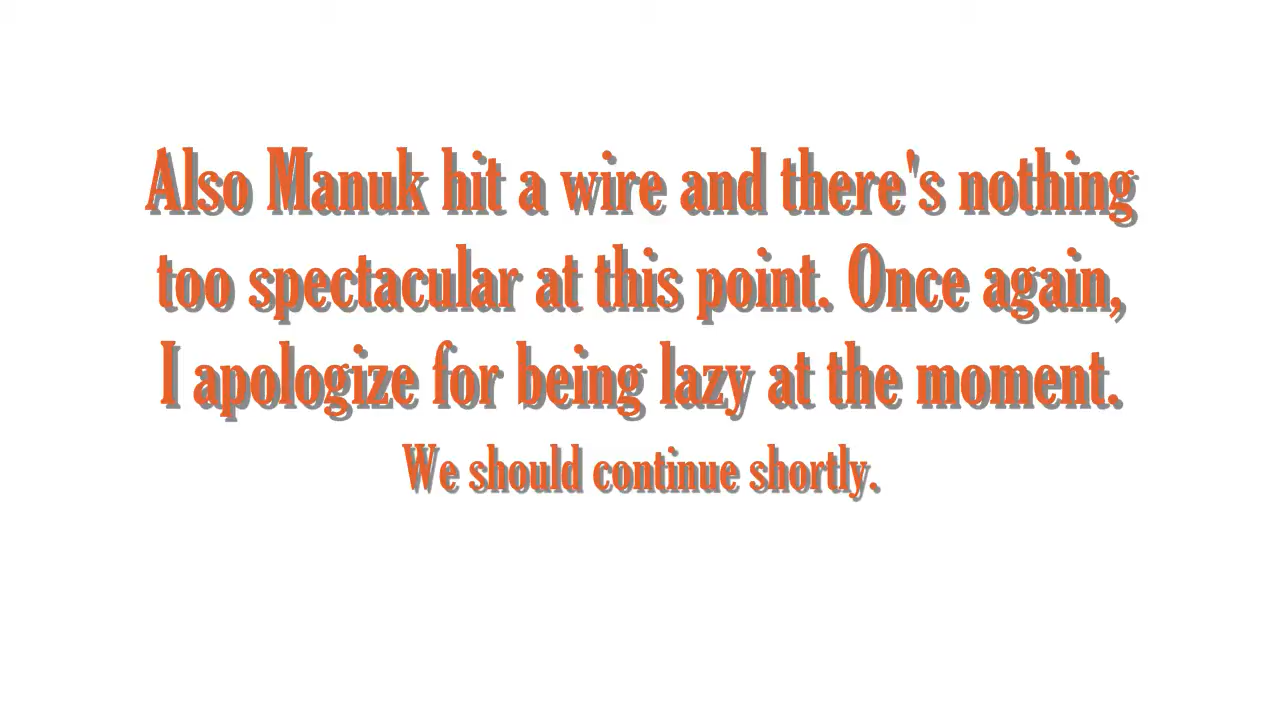 Also Manuk hit a wire and there's nothing
too spectacular at this point. Once again,
I apologize for being lazy at the moment.
We should continue shortly.